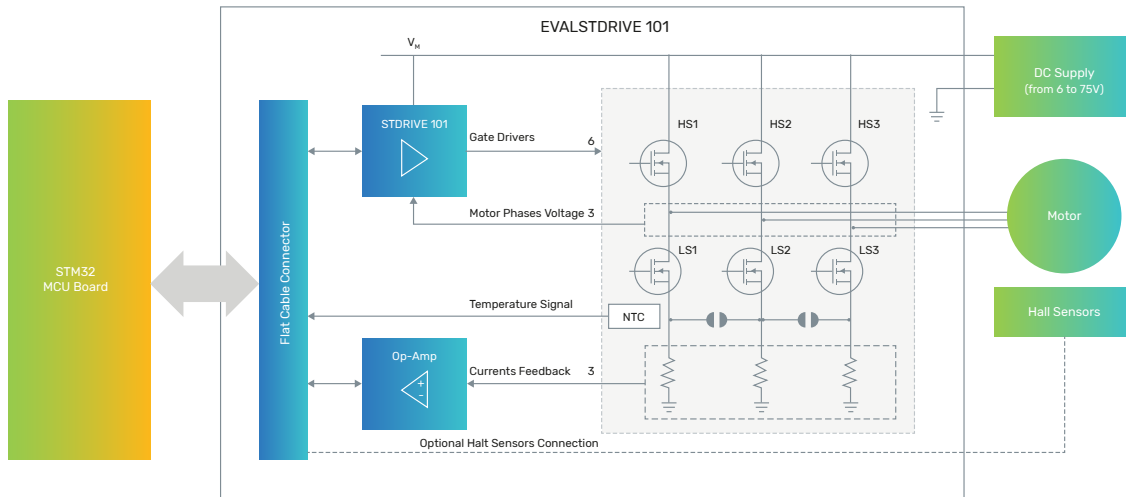 EVALSTDRIVE 101
VM
DC Supply
(from 6 to 75V)
STDRIVE 101
Gate Drivers
6
HS1
HS2
HS3
Motor Phases Voltage 3
Motor
LS1
LS2
LS3
STM32
MCU Board
Flat Cable Connector
Temperature Signal
NTC
Hall Sensors
Op-Amp
+
-
Currents Feedback
3
Optional Halt Sensors Connection